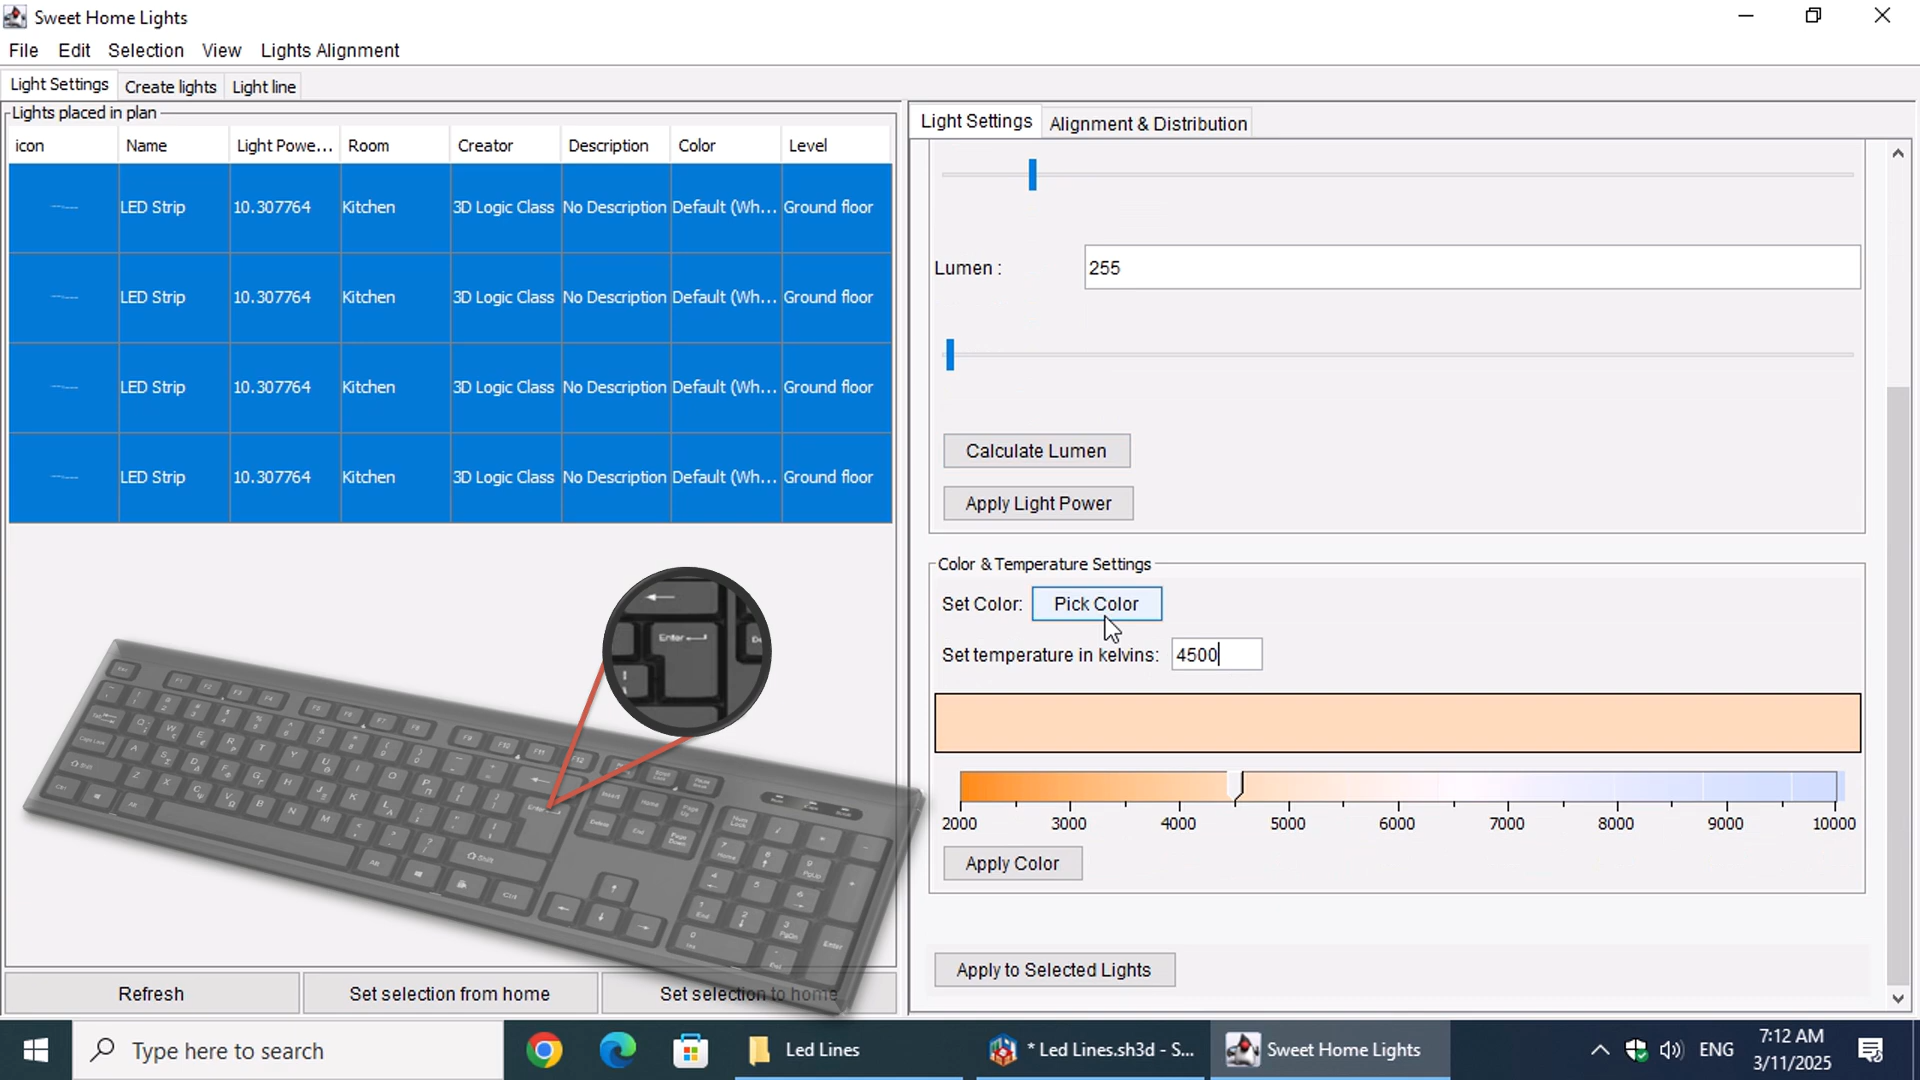 Sweet Home Lights
File Edit Selection View Lights Alignment
Light Settings Create lights Light line
Lights placed in plan
icon Name Light Powe... Room Creator Description Color Level
LED Strip 10.307764 Kitchen 3D Logic Class No Description Default (Wh... Ground floor
LED Strip 10.307764 Kitchen 3D Logic Class No Description Default (Wh... Ground floor
LED Strip 10.307764 Kitchen 3D Logic Class No Description Default (Wh... Ground floor
LED Strip 10.307764 Kitchen 3D Logic Class No Description Default (Wh... Ground floor
Enter
Refresh Set selection from home Set selection to home
Light Settings Alignment & Distribution
Lumen : 255
Calculate Lumen
Apply Light Power
Color & Temperature Settings
Set Color: Pick Color
Set temperature in kelvins: 4500
2000 3000 4000 5000 6000 7000 8000 9000 10000
Apply Color
Apply to Selected Lights
Type here to search
Led Lines
* Led Lines.sh3d - S...
Sweet Home Lights
ENG
7:12 AM
3/11/2025